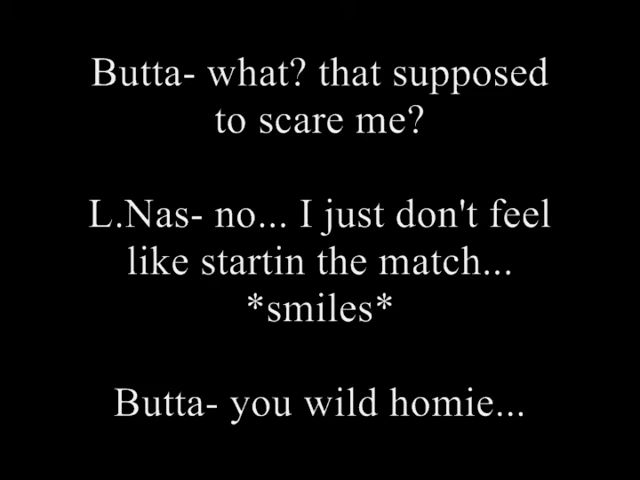 Butta- what? that supposed
to scare me?
L.Nas- no... I just don't feel
like startin the match...
*smiles*
Butta- you wild homie...